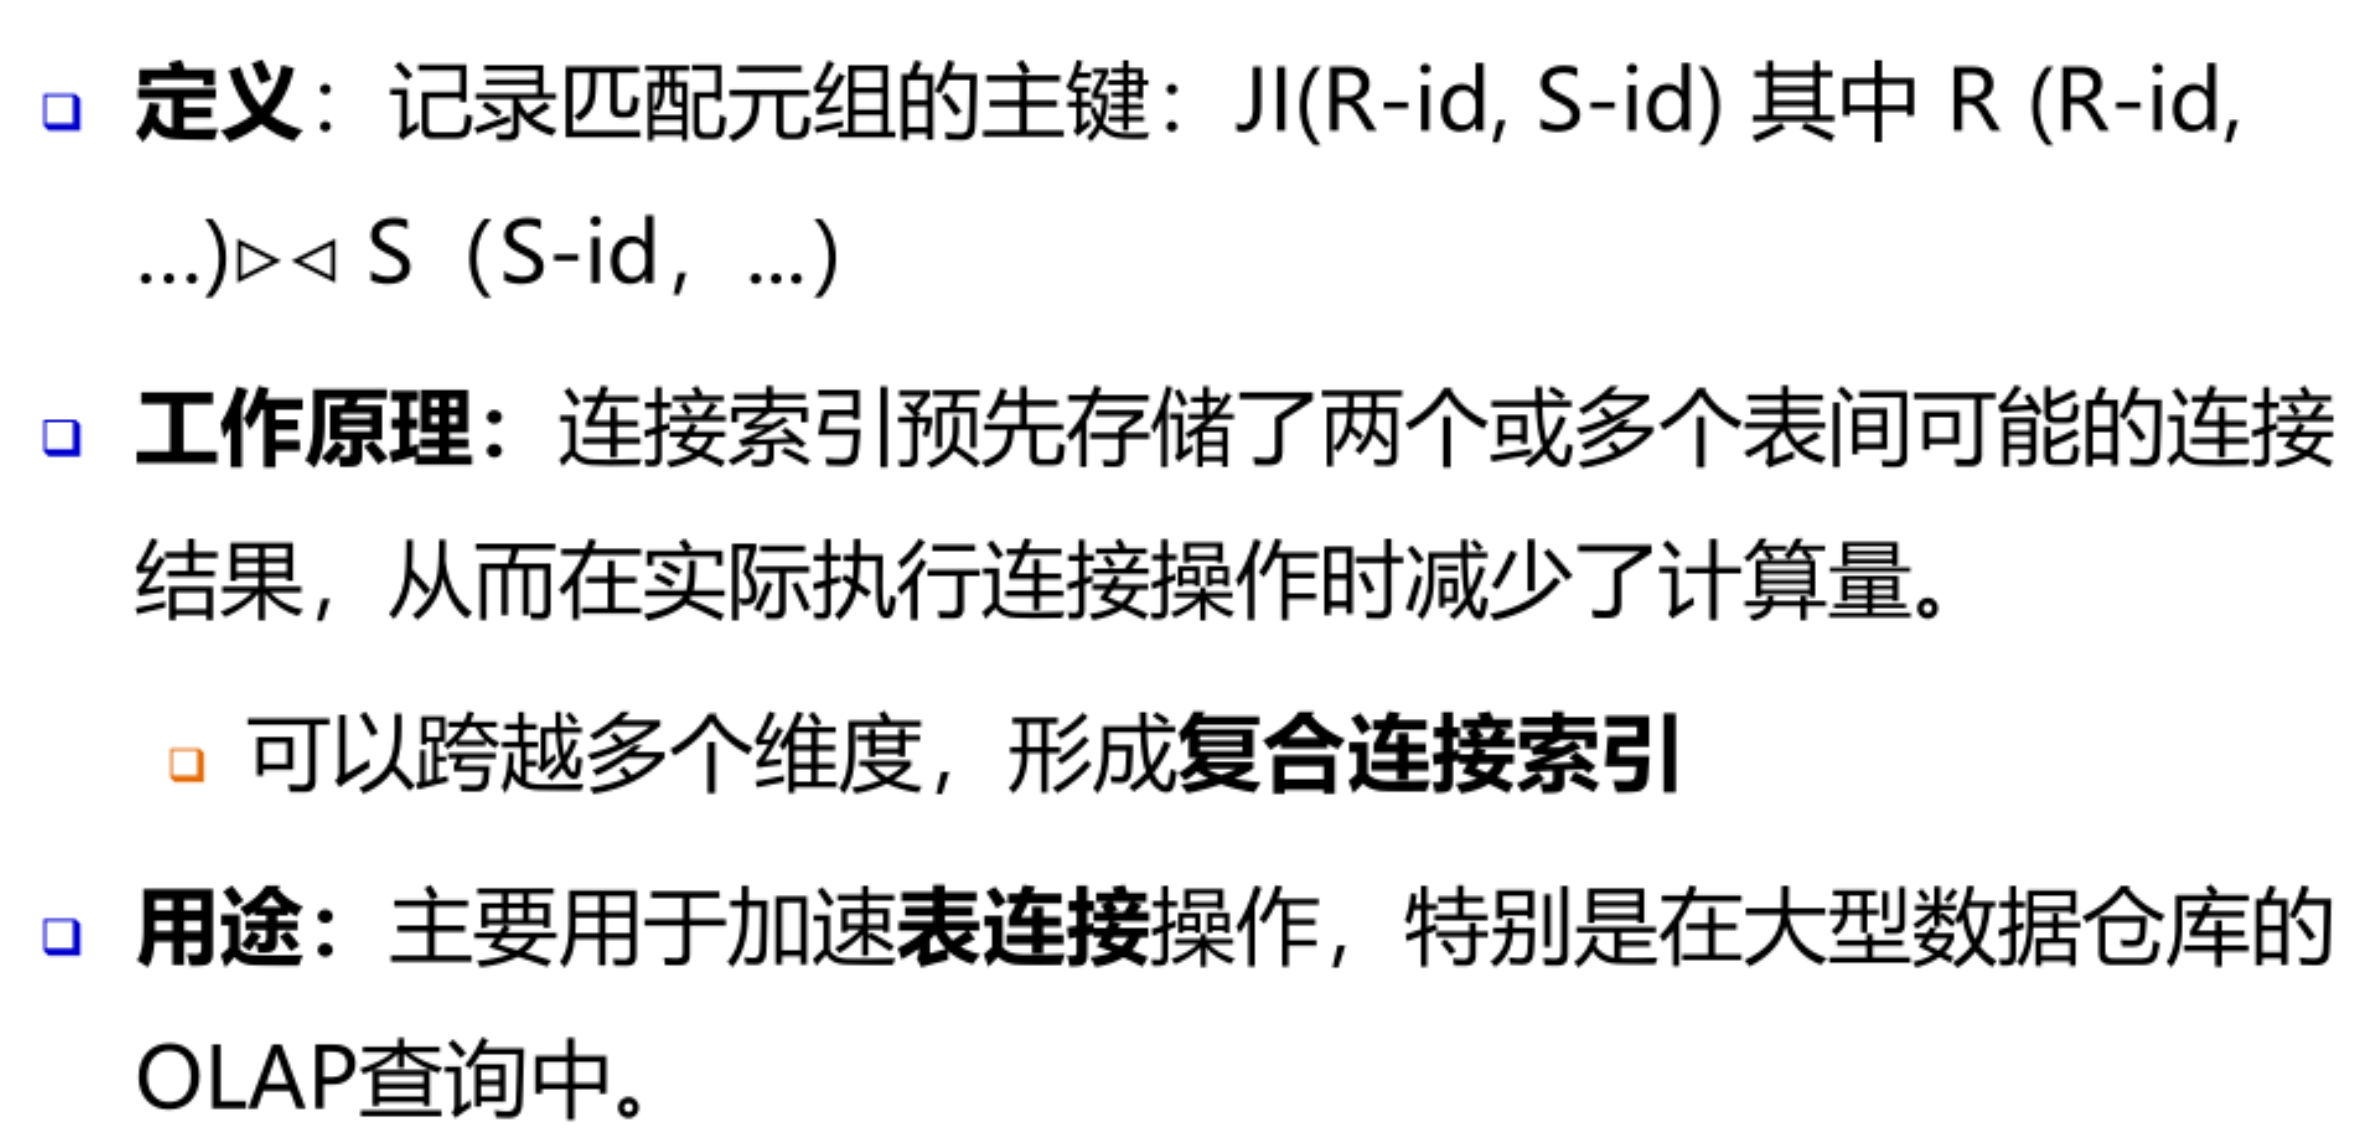 定义：记录匹配元组的主键：JI(R-id, S-id) 其中 R (R-id,
…)▹◃ S（S-id，…）
工作原理：连接索引预先存储了两个或多个表间可能的连接
结果，从而在实际执行连接操作时减少了计算量。
可以跨越多个维度，形成复合连接索引
用途：主要用于加速表连接操作，特别是在大型数据仓库的
OLAP查询中。